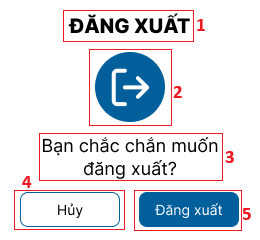 ĐĂNG XUẤT 1
2
Bạn chắc chắn muốn
đăng xuất?
3
4
Hủy
Đăng xuất
5